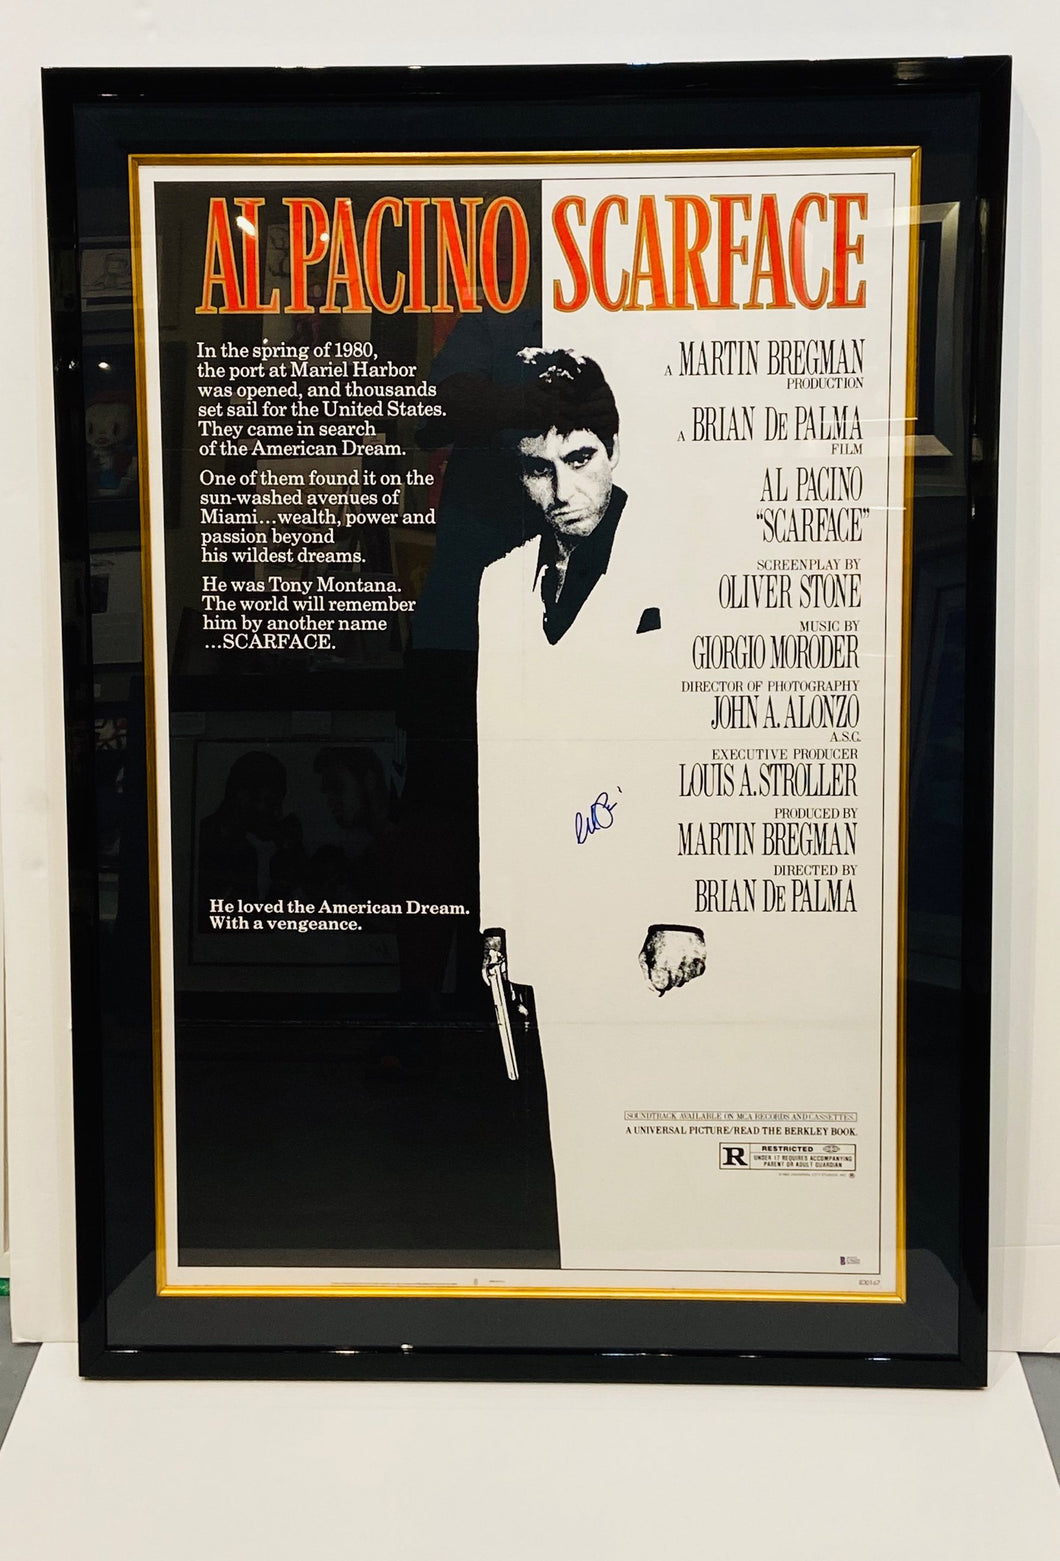 AL PACINO SCARFACE
In the spring of 1980,
the port at Mariel Harbor
was opened, and thousands
set sail for the United States.
They came in search
of the American Dream.
One of them found it on the
sun-washed avenues of
Miami...wealth, power and
passion beyond
his wildest dreams.
He was Tony Montana.
The world will remember
him by another name
...SCARFACE.
He loved the American Dream.
With a vengeance.
A MARTIN BREGMAN
PRODUCTION
A BRIAN DE PALMA
FILM
AL PACINO
“SCARFACE”
SCREENPLAY BY
OLIVER STONE
MUSIC BY
GIORGIO MORODER
DIRECTOR OF PHOTOGRAPHY
JOHN A. ALONZO
A.S.C.
EXECUTIVE PRODUCER
LOUIS A. STROLLER
PRODUCED BY
MARTIN BREGMAN
DIRECTED BY
BRIAN DE PALMA
SOUNDTRACK AVAILABLE ON MCA RECORDS AND CASSETTES
A UNIVERSAL PICTURE/READ THE BERKLEY BOOK.
R RESTRICTED
UNDER 17 REQUIRES ACCOMPANYING
PARENT OR ADULT GUARDIAN
830167